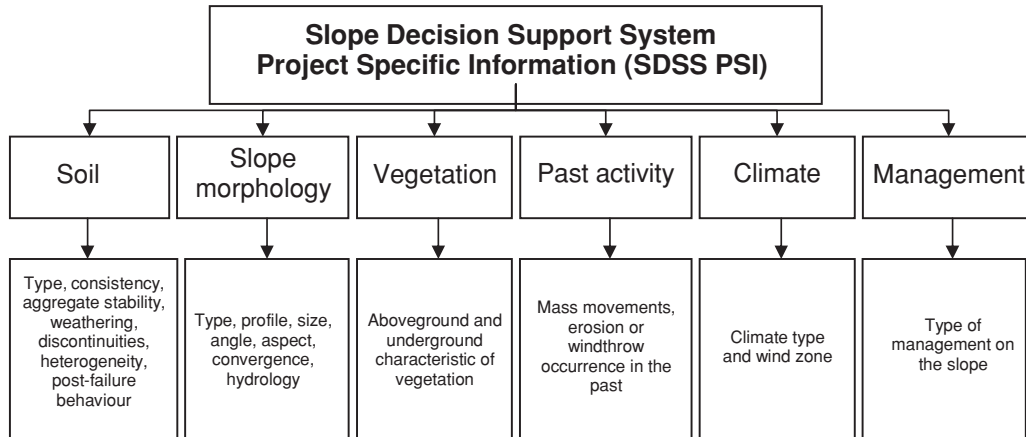 Slope Decision Support System
Project Specific Information (SDSS PSI)
Soil
Slope
morphology
Vegetation
Past activity
Climate
Management
Type, consistency,
aggregate stability,
weathering,
discontinuities,
heterogeneity,
post-failure
behaviour
Type, profile, size,
angle, aspect,
convergence,
hydrology
Aboveground and
underground
characteristic of
vegetation
Mass movements,
erosion or
windthrow
occurrence in the
past
Climate type
and wind zone
Type of
management on
the slope